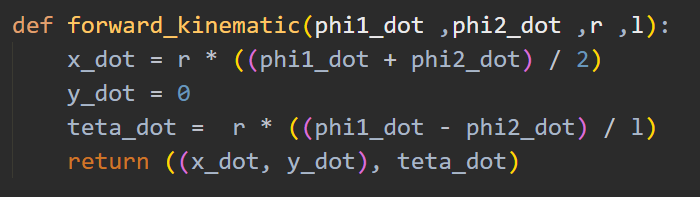 def forward_kinematic(phi1_dot ,phi2_dot ,r ,l):
    x_dot = r * ((phi1_dot + phi2_dot) / 2)
    y_dot = 0
    teta_dot =  r * ((phi1_dot - phi2_dot) / l)
    return ((x_dot, y_dot), teta_dot)